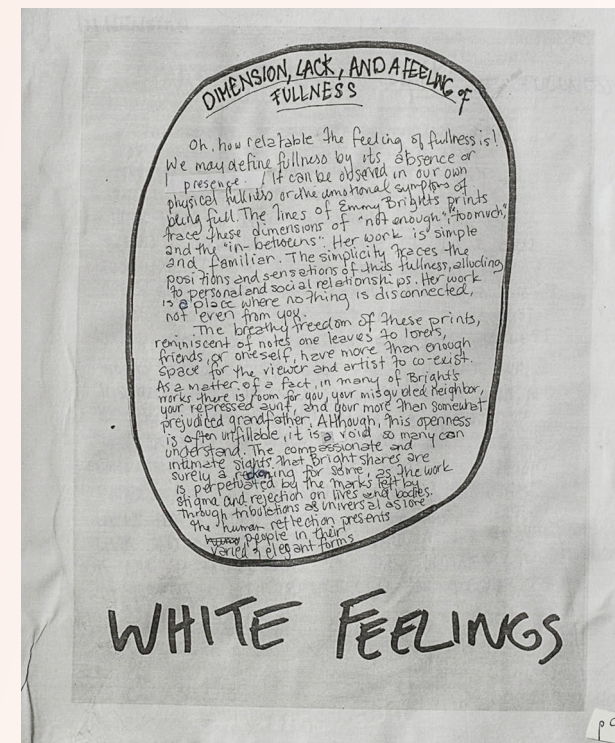 DIMENSION, LACK, AND A FEELING of
FULLNESS
Oh, how relatable the feeling of fullness is!
We may define fullness by its absence or
presence. It can be observed in our own
physical fullness or the emotional symptoms of
being full. The lines of Emmy Bright's prints
trace these dimensions of "not enough", "too much",
and the "in-betweens". Her work is simple
and familiar. The simplicity traces the
positions and sensations of this fullness, alluding
to personal and social relationships. Her work
is a place where nothing is disconnected,
not even from you.
The breathy freedom of these prints,
reminiscent of notes one leaves to lovers,
friends, or oneself, have more than enough
space for the viewer and artist to co-exist.
As a matter of a fact, in many of Bright's
works there is room for you, your misguided neighbor,
your repressed aunt, and your more than somewhat
prejudiced grandfather. Although, this openness
is often unfillable, it is a void so many can
understand. The compassionate and
intimate sights that Bright shares are
surely a for some, as the work
is perpetuated by the marks left by
stigma and rejection on lives and bodies.
Through tribulations as universal as love
the human reflection presents
people in their
varied & elegant forms
WHITE FEELINGS